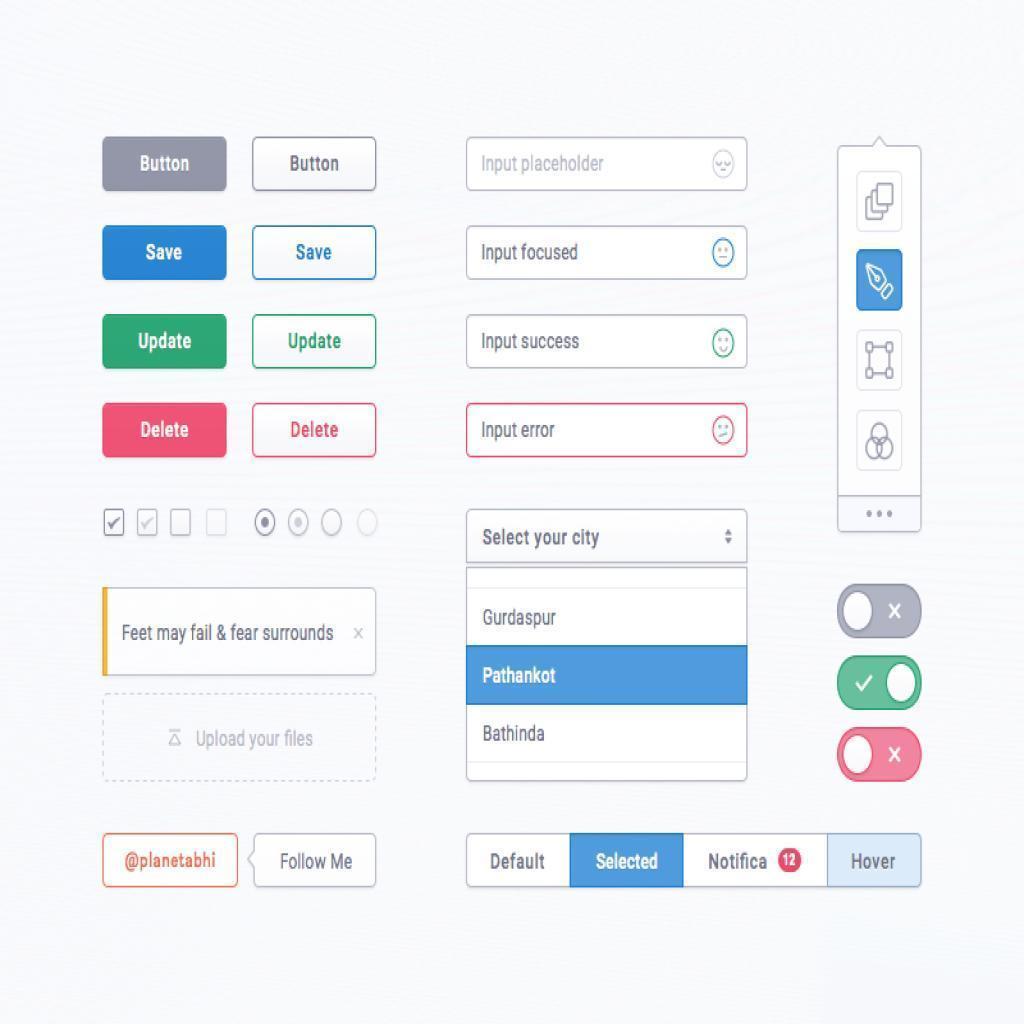 Button
Button
Input placeholder
Save
Save
Input focused
Update
Update
Input success
Delete
Delete
Input error
Select your city
Gurdaspur
Pathankot
Bathinda
Feet may fail & fear surrounds
Upload your files
@planetabhi
Follow Me
Default
Selected
Notifica 12
Hover